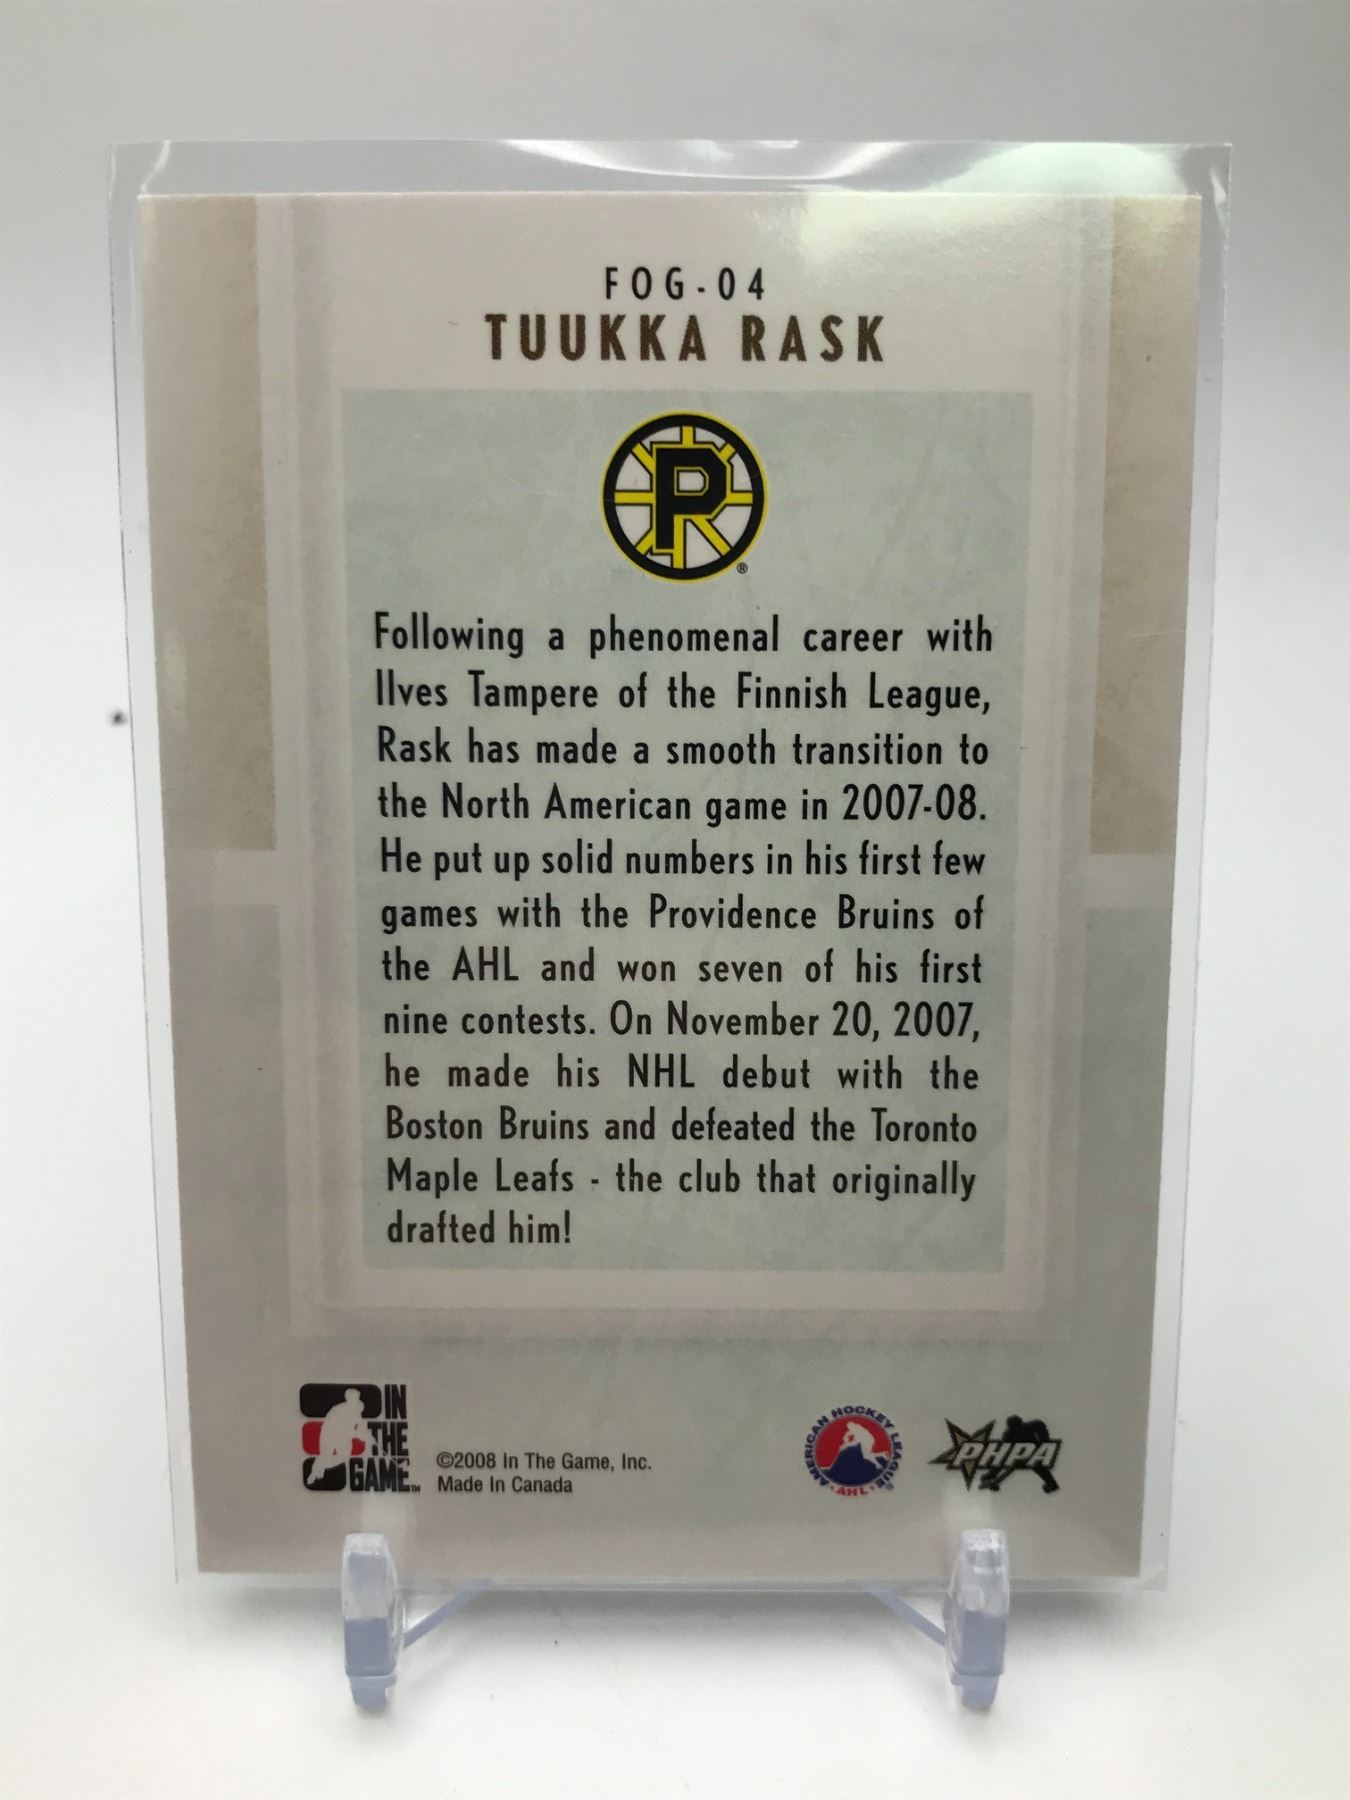 FOG-04
TUUKKA RASK
P
®
Following a phenomenal career with
Ilves Tampere of the Finnish League,
Rask has made a smooth transition to
the North American game in 2007-08.
He put up solid numbers in his first few
games with the Providence Bruins of
the AHL and won seven of his first
nine contests. On November 20, 2007,
he made his NHL debut with the
Boston Bruins and defeated the Toronto
Maple Leafs - the club that originally
drafted him!
IN
THE
GAME™
©2008 In The Game, Inc.
Made In Canada
AMERICAN HOCKEY LEAGUE
AHL
®
PHPA